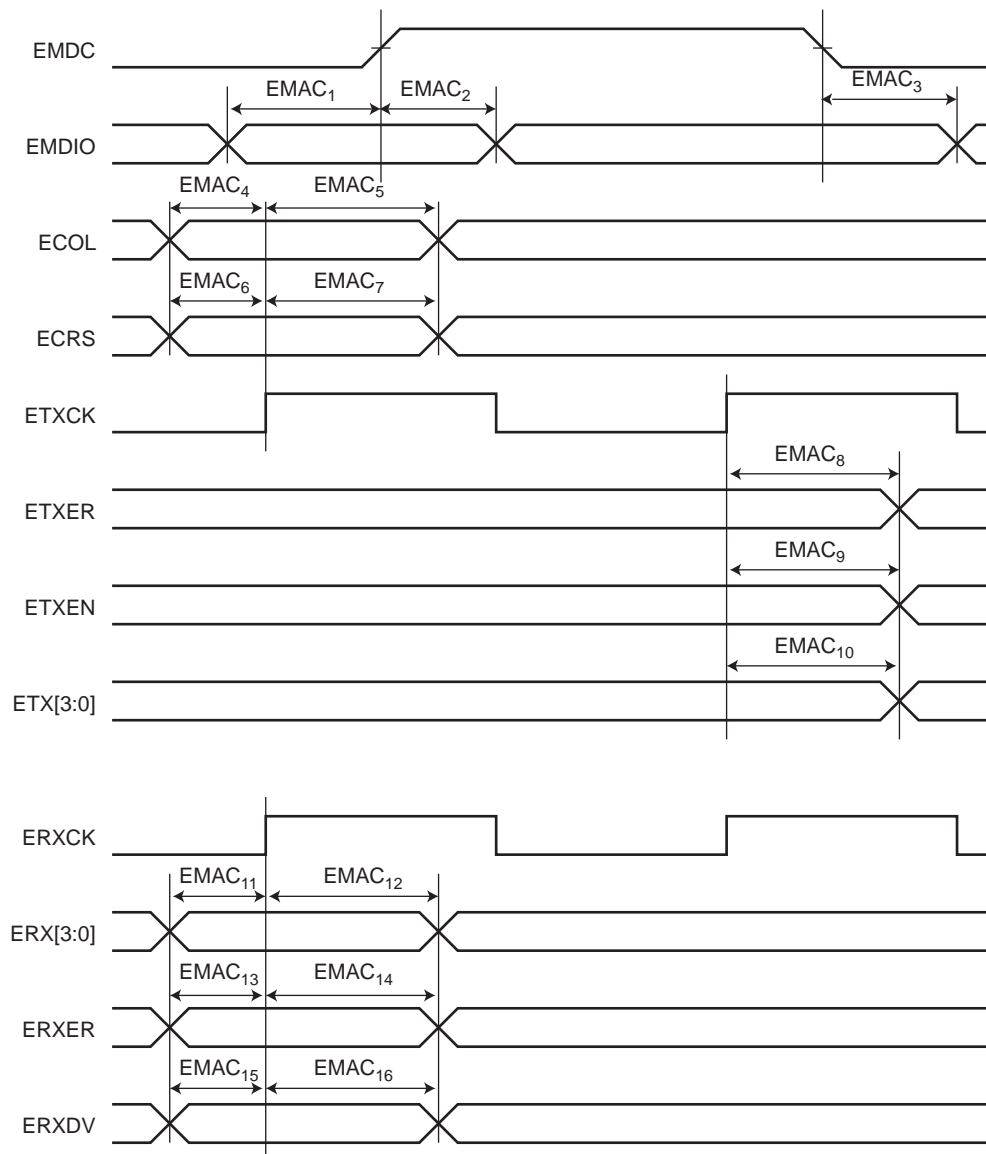 EMDC
EMAC1 EMAC2 EMAC3
EMDIO
EMAC4 EMAC5
ECOL
EMAC6 EMAC7
ECRS
ETXCK
EMAC8
ETXER
EMAC9
ETXEN
EMAC10
ETX[3:0]
ERXCK
EMAC11 EMAC12
ERX[3:0]
EMAC13 EMAC14
ERXER
EMAC15 EMAC16
ERXDV